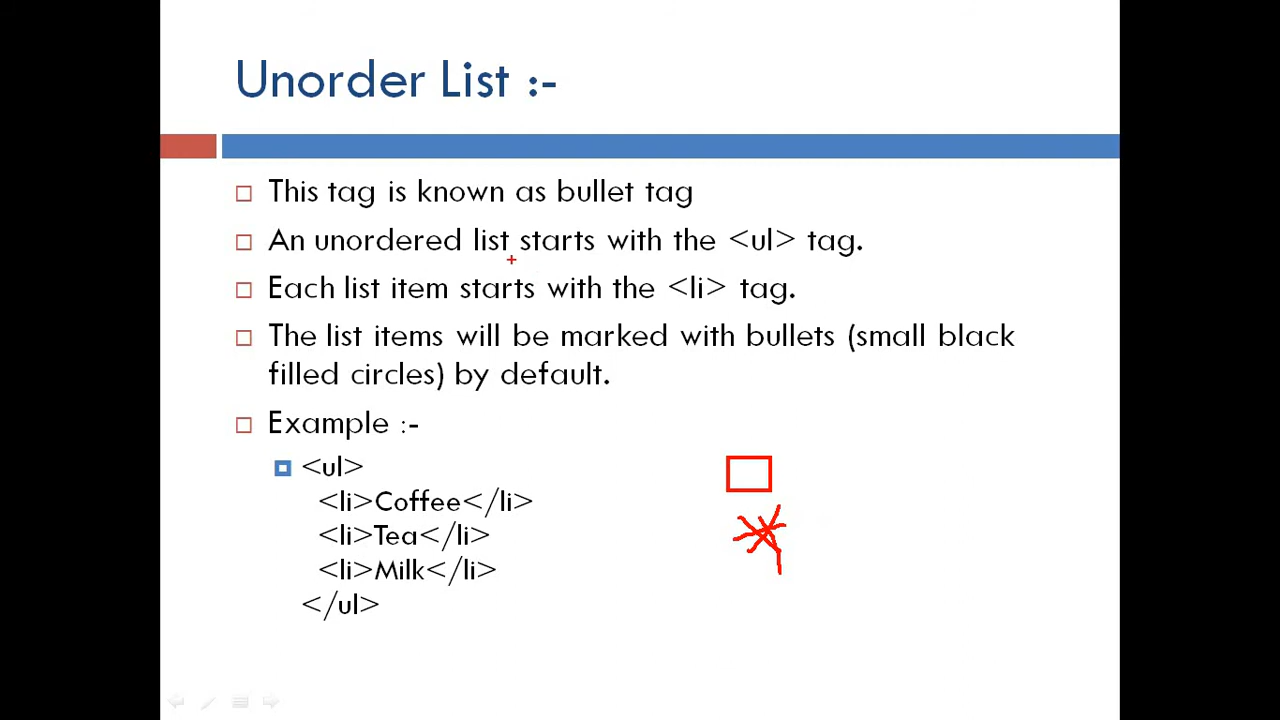 Unorder List :-
This tag is known as bullet tag
An unordered list starts with the <ul> tag.
Each list item starts with the <li> tag.
The list items will be marked with bullets (small black
filled circles) by default.
Example :-
<ul>
<li>Coffee</li>
<li>Tea</li>
<li>Milk</li>
</ul>